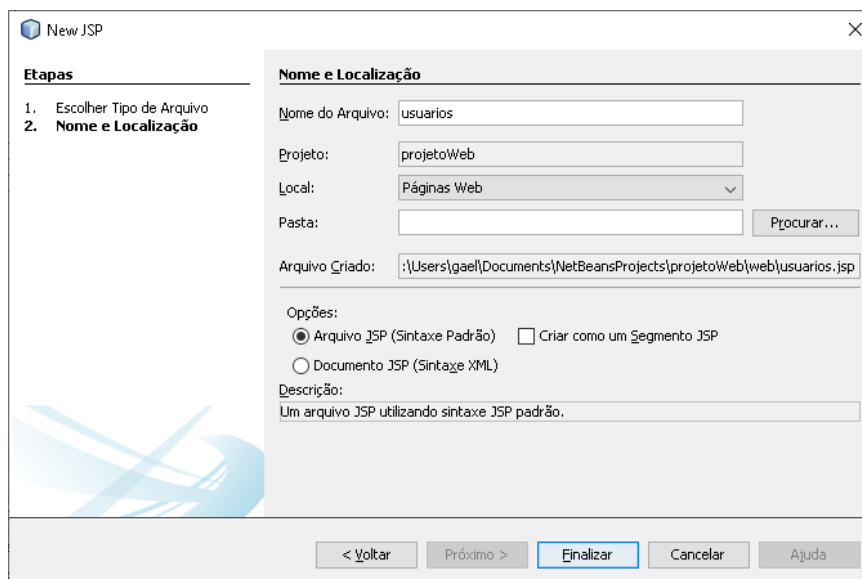 New JSP
Etapas
1. Escolher Tipo de Arquivo
2. Nome e Localização
Nome e Localização
Nome do Arquivo: usuarios
Projeto: projetoWeb
Local: Páginas Web
Pasta: Procurar...
Arquivo Criado: :\Users\gael\Documents\NetBeansProjects\projetoWeb\web\usuarios.jsp
Opções:
Arquivo JSP (Sintaxe Padrão) Criar como um Segmento JSP
Documento JSP (Sintaxe XML)
Descrição:
Um arquivo JSP utilizando sintaxe JSP padrão.
< Voltar Próximo > Finalizar Cancelar Ajuda